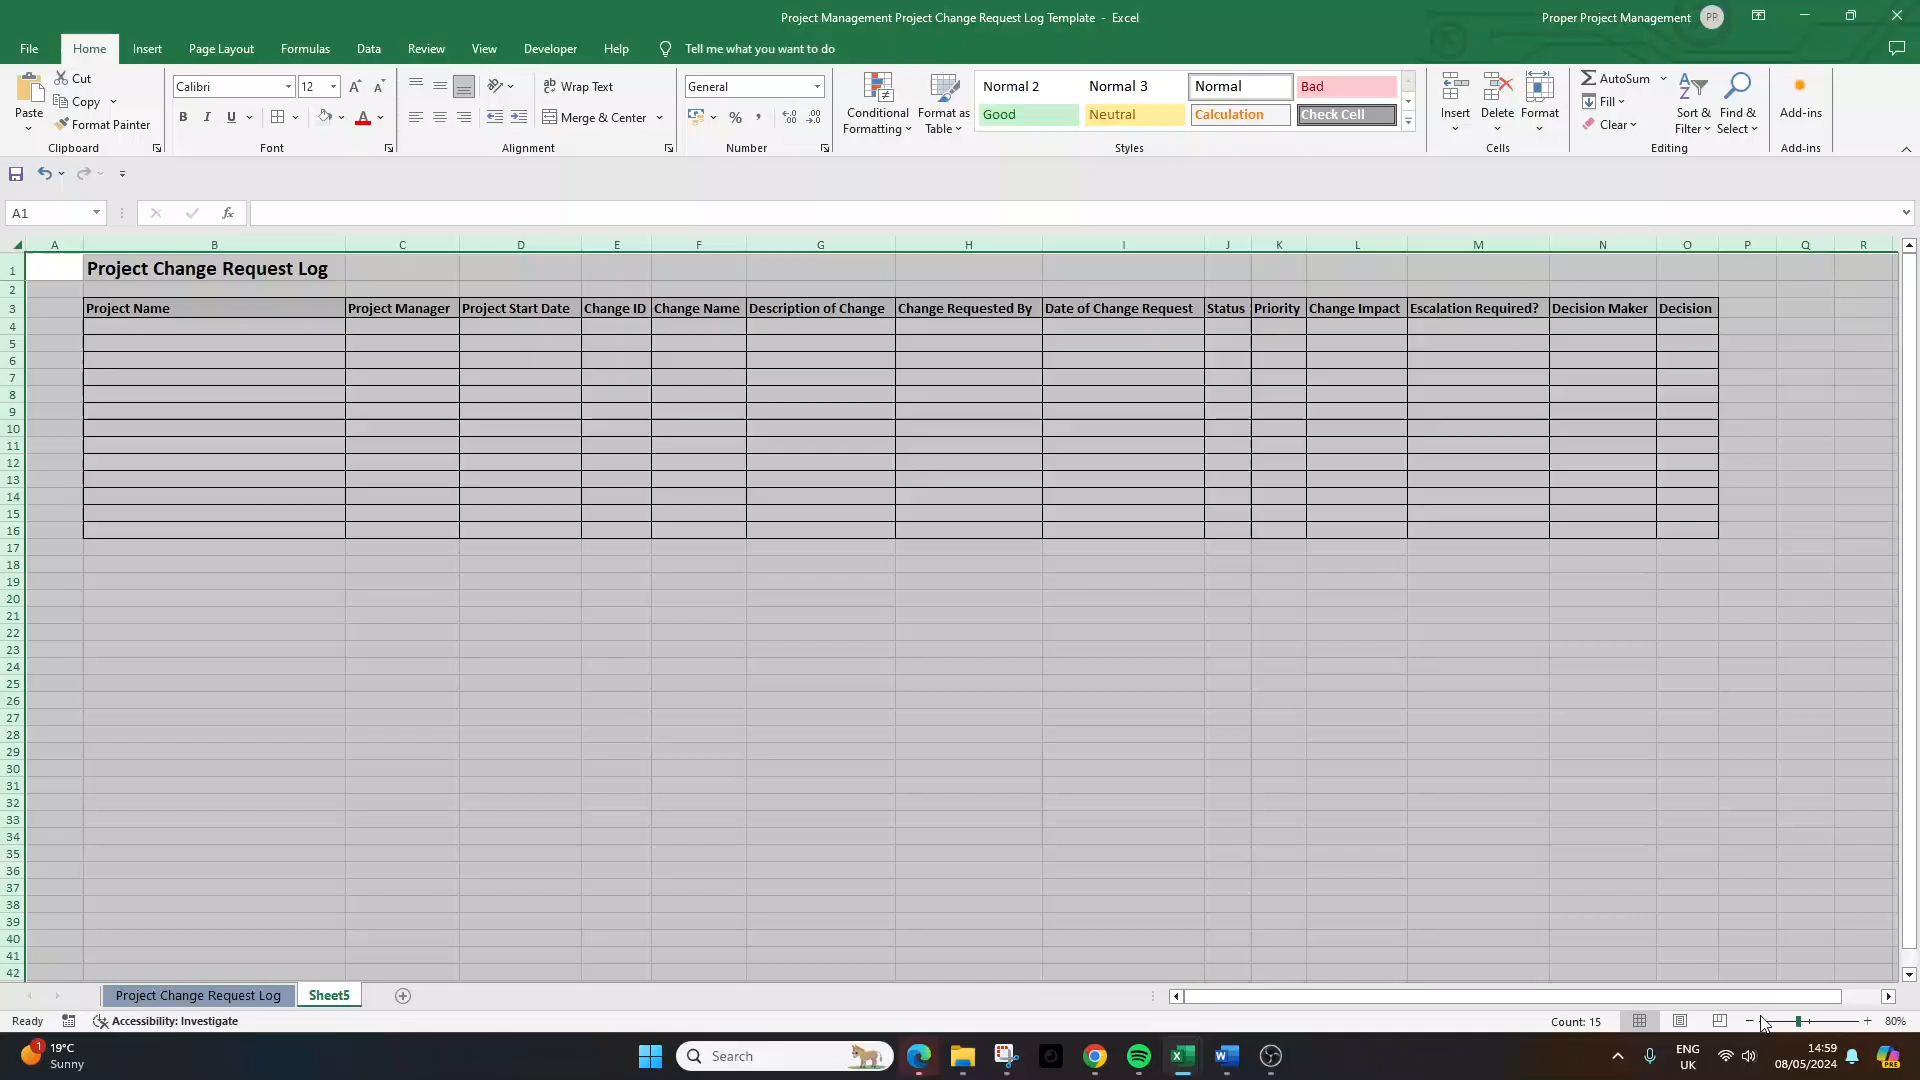 Project Management Project Change Request Log Template - Excel
Proper Project Management
PP
File Home Insert Page Layout Formulas Data Review View Developer Help Tell me what you want to do
Paste
Cut
Copy
Format Painter
Clipboard
Calibri
12
B I U
Font
Wrap Text
Merge & Center
Alignment
General
%
Number
Conditional Formatting
Format as Table
Normal 2 Normal 3 Normal Bad
Good Neutral Calculation Check Cell
Styles
Insert Delete Format
Cells
AutoSum
Fill
Clear
Sort & Filter
Find & Select
Editing
Add-ins
Add-ins
A1
fx
A B C D E F G H I J K L M N O P Q R
1 Project Change Request Log
2
3 Project Name Project Manager Project Start Date Change ID Change Name Description of Change Change Requested By Date of Change Request Status Priority Change Impact Escalation Required? Decision Maker Decision
4
5
6
7
8
9
10
11
12
13
14
15
16
17
18
19
20
21
22
23
24
25
26
27
28
29
30
31
32
33
34
35
36
37
38
39
40
41
42
Project Change Request Log Sheet5
Ready Accessibility: Investigate Count: 15 80%
1 19°C
Sunny
Search
ENG
UK
14:59
08/05/2024
PRE